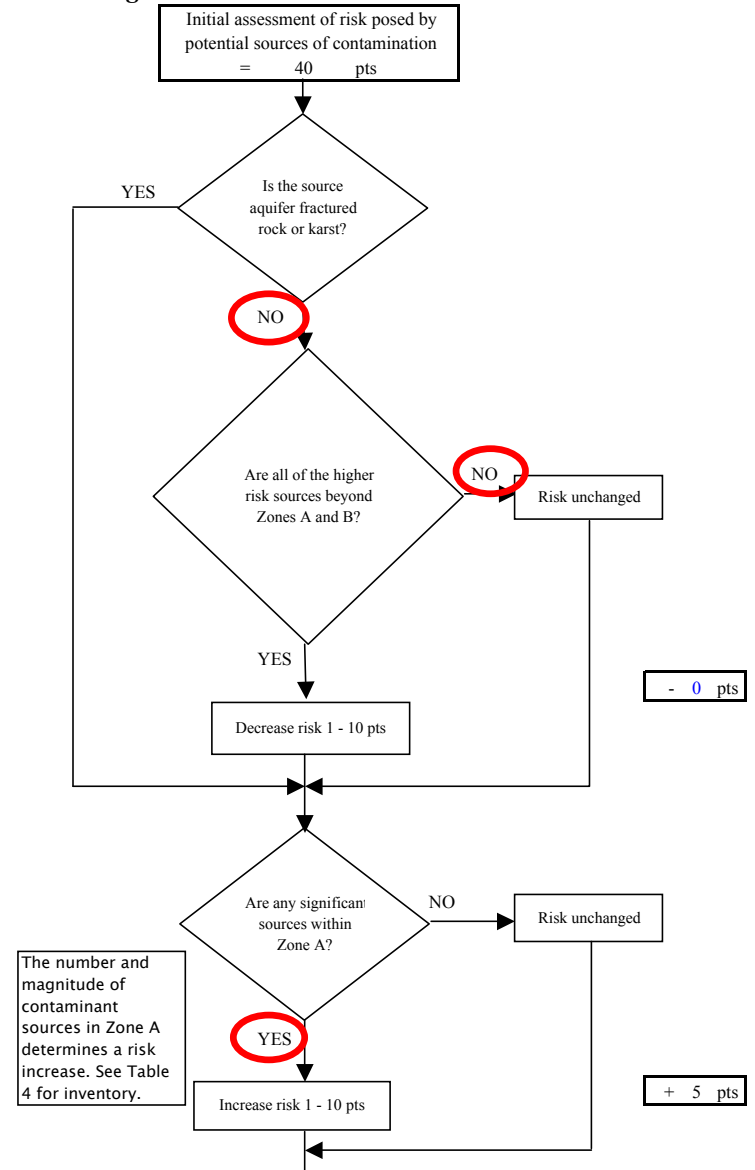 Initial assessment of risk posed by
potential sources of contamination
= 40 pts
YES
Is the source
aquifer fractured
rock or karst?
NO
Are all of the higher
risk sources beyond
Zones A and B?
NO
Risk unchanged
YES
- 0 pts
Decrease risk 1 - 10 pts
Are any significant
sources within
Zone A?
NO
Risk unchanged
The number and
magnitude of
contaminant
sources in Zone A
determines a risk
increase. See Table
4 for inventory.
YES
Increase risk 1 - 10 pts
+ 5 pts